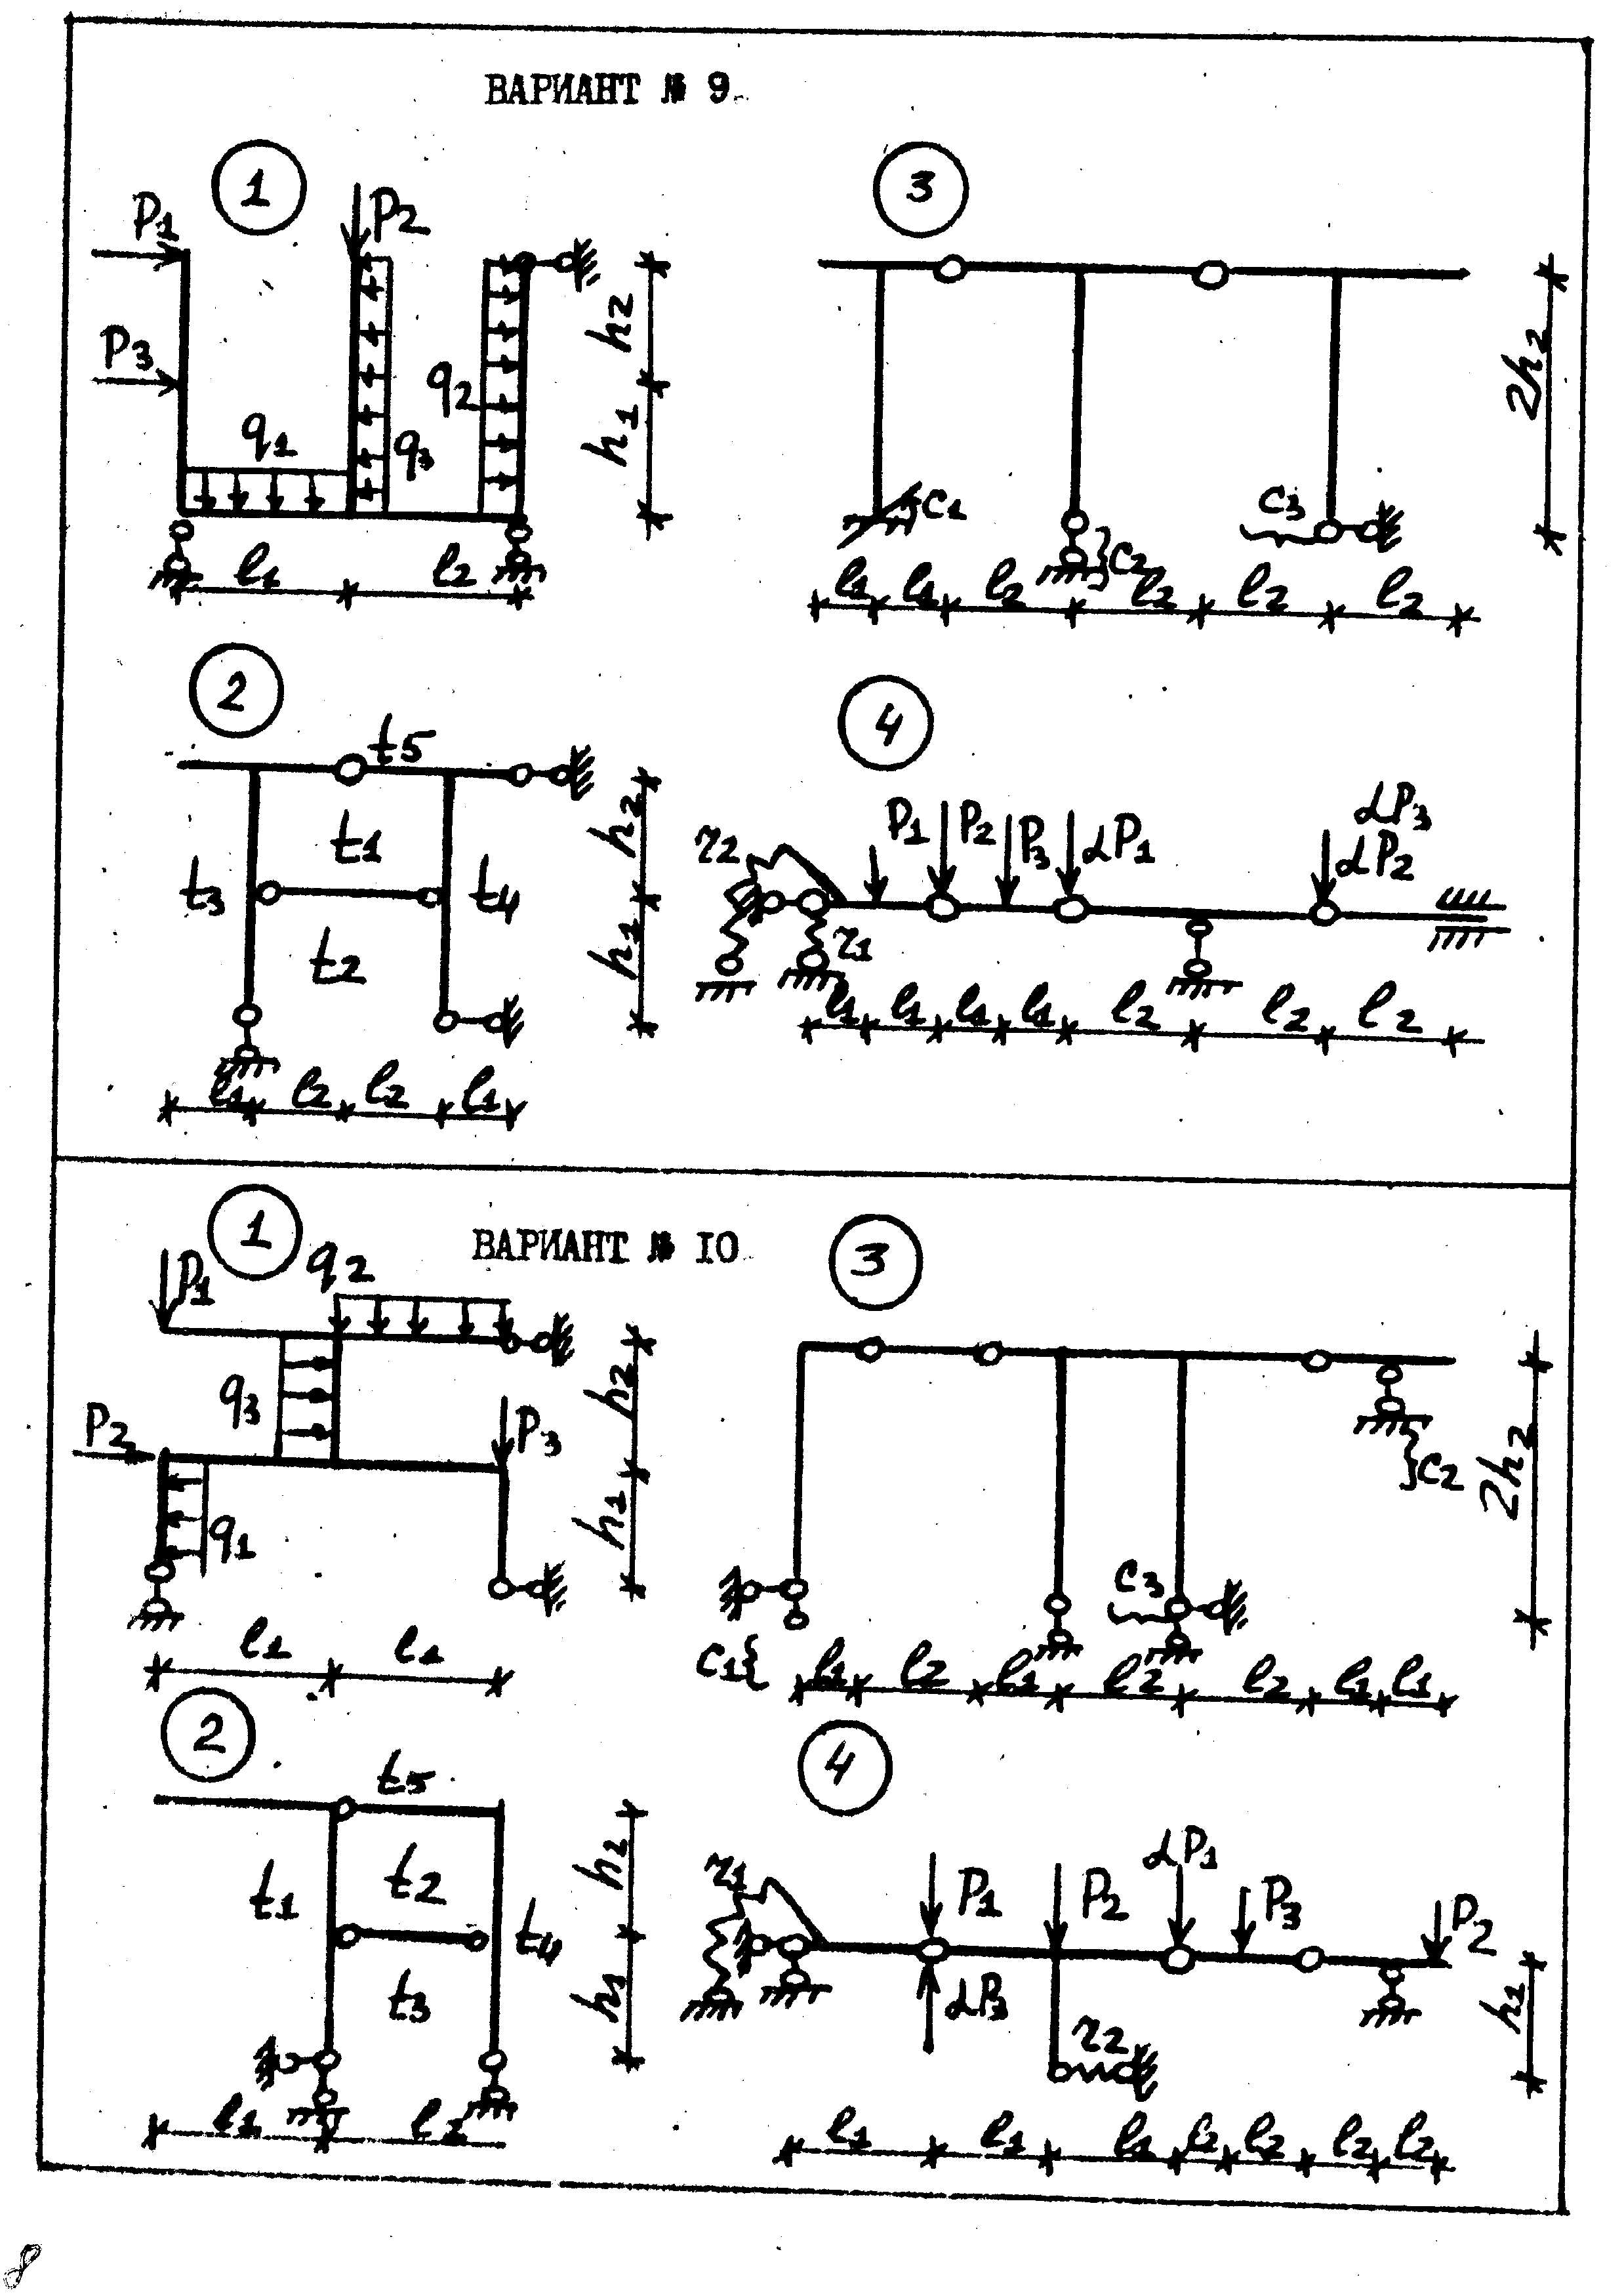 ВАРИАНТ № 9
1
P1
P2
P3
q1
q3
q2
h2
h1
l1
l2
3
2h2
c1
c2
c3
l1
l1
l2
l2
l2
l2
2
t5
t1
t3
t4
t2
h2
h1
l1
l2
l2
l1
4
αP3
P1
P2
P3
αP1
αP2
r2
r1
l1
l1
l1
l1
l2
l2
l2
ВАРИАНТ № 10
1
P1
q2
q3
P2
P3
q1
h2
h1
l1
l1
3
c2
2h2
c3
c1
l1
l2
l1
l2
l2
l1
l1
2
t5
t2
t1
t4
t3
h2
h1
l1
l2
4
αP1
r1
P1
P2
P3
P2
αP3
r2
h1
l1
l1
l1
l2
l2
l2
l2
8